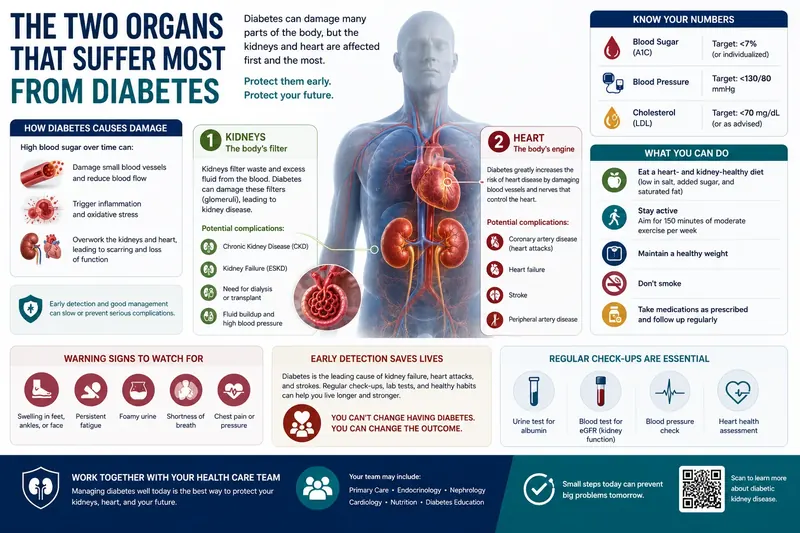 THE TWO ORGANS
THAT SUFFER MOST
FROM DIABETES
Diabetes can damage many
parts of the body, but the
kidneys and heart are affected
first and the most.
Protect them early.
Protect your future.
HOW DIABETES CAUSES DAMAGE
High blood sugar over time can:
Damage small blood vessels
and reduce blood flow
Trigger inflammation
and oxidative stress
Overwork the kidneys and heart,
leading to scarring and loss
of function
Early detection and good management
can slow or prevent serious complications.
1 KIDNEYS
The body's filter
Kidneys filter waste and excess
fluid from the blood. Diabetes
can damage these filters
(glomeruli), leading to
kidney disease.
Potential complications:
Chronic Kidney Disease (CKD)
Kidney Failure (ESKD)
Need for dialysis
or transplant
Fluid buildup and
high blood pressure
2 HEART
The body's engine
Diabetes greatly increases the
risk of heart disease by damaging
blood vessels and nerves that
control the heart.
Potential complications:
Coronary artery disease
(heart attacks)
Heart failure
Stroke
Peripheral artery disease
KNOW YOUR NUMBERS
Blood Sugar
(A1C)
Target: <7%
(or individualized)
Blood Pressure
Target: <130/80
mmHg
Cholesterol
(LDL)
Target: <70 mg/dL
(or as advised)
WHAT YOU CAN DO
Eat a heart- and kidney-healthy diet
(low in salt, added sugar, and
saturated fat)
Stay active
Aim for 150 minutes of moderate
exercise per week
Maintain a healthy weight
Don't smoke
Take medications as prescribed
and follow up regularly
WARNING SIGNS TO WATCH FOR
Swelling in feet,
ankles, or face
Persistent
fatigue
Foamy urine
Shortness of
breath
Chest pain or
pressure
EARLY DETECTION SAVES LIVES
Diabetes is the leading cause of kidney failure, heart attacks,
and strokes. Regular check-ups, lab tests, and healthy habits
can help you live longer and stronger.
YOU CAN'T CHANGE HAVING DIABETES.
YOU CAN CHANGE THE OUTCOME.
REGULAR CHECK-UPS ARE ESSENTIAL
Urine test for
albumin
Blood test for
eGFR (kidney
function)
Blood pressure
check
Heart health
assessment
WORK TOGETHER WITH YOUR HEALTH CARE TEAM
Managing diabetes well today is the best way to protect your
kidneys, heart, and your future.
Your team may include:
Primary Care • Endocrinology • Nephrology
Cardiology • Nutrition • Diabetes Education
Small steps today can prevent
big problems tomorrow.
Scan to learn more
about diabetic
kidney disease.